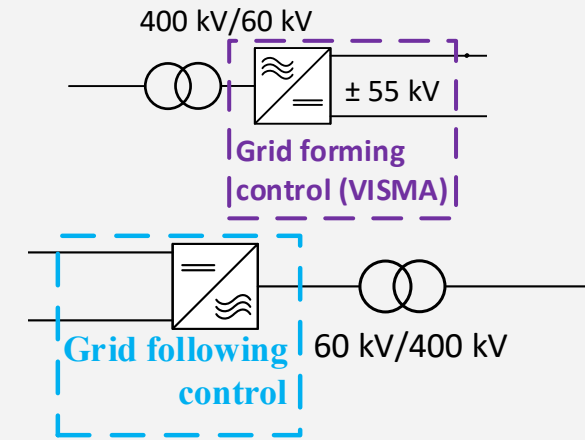 400 kV/60 kV
± 55 kV
Grid forming
control (VISMA)
Grid following
control
60 kV/400 kV